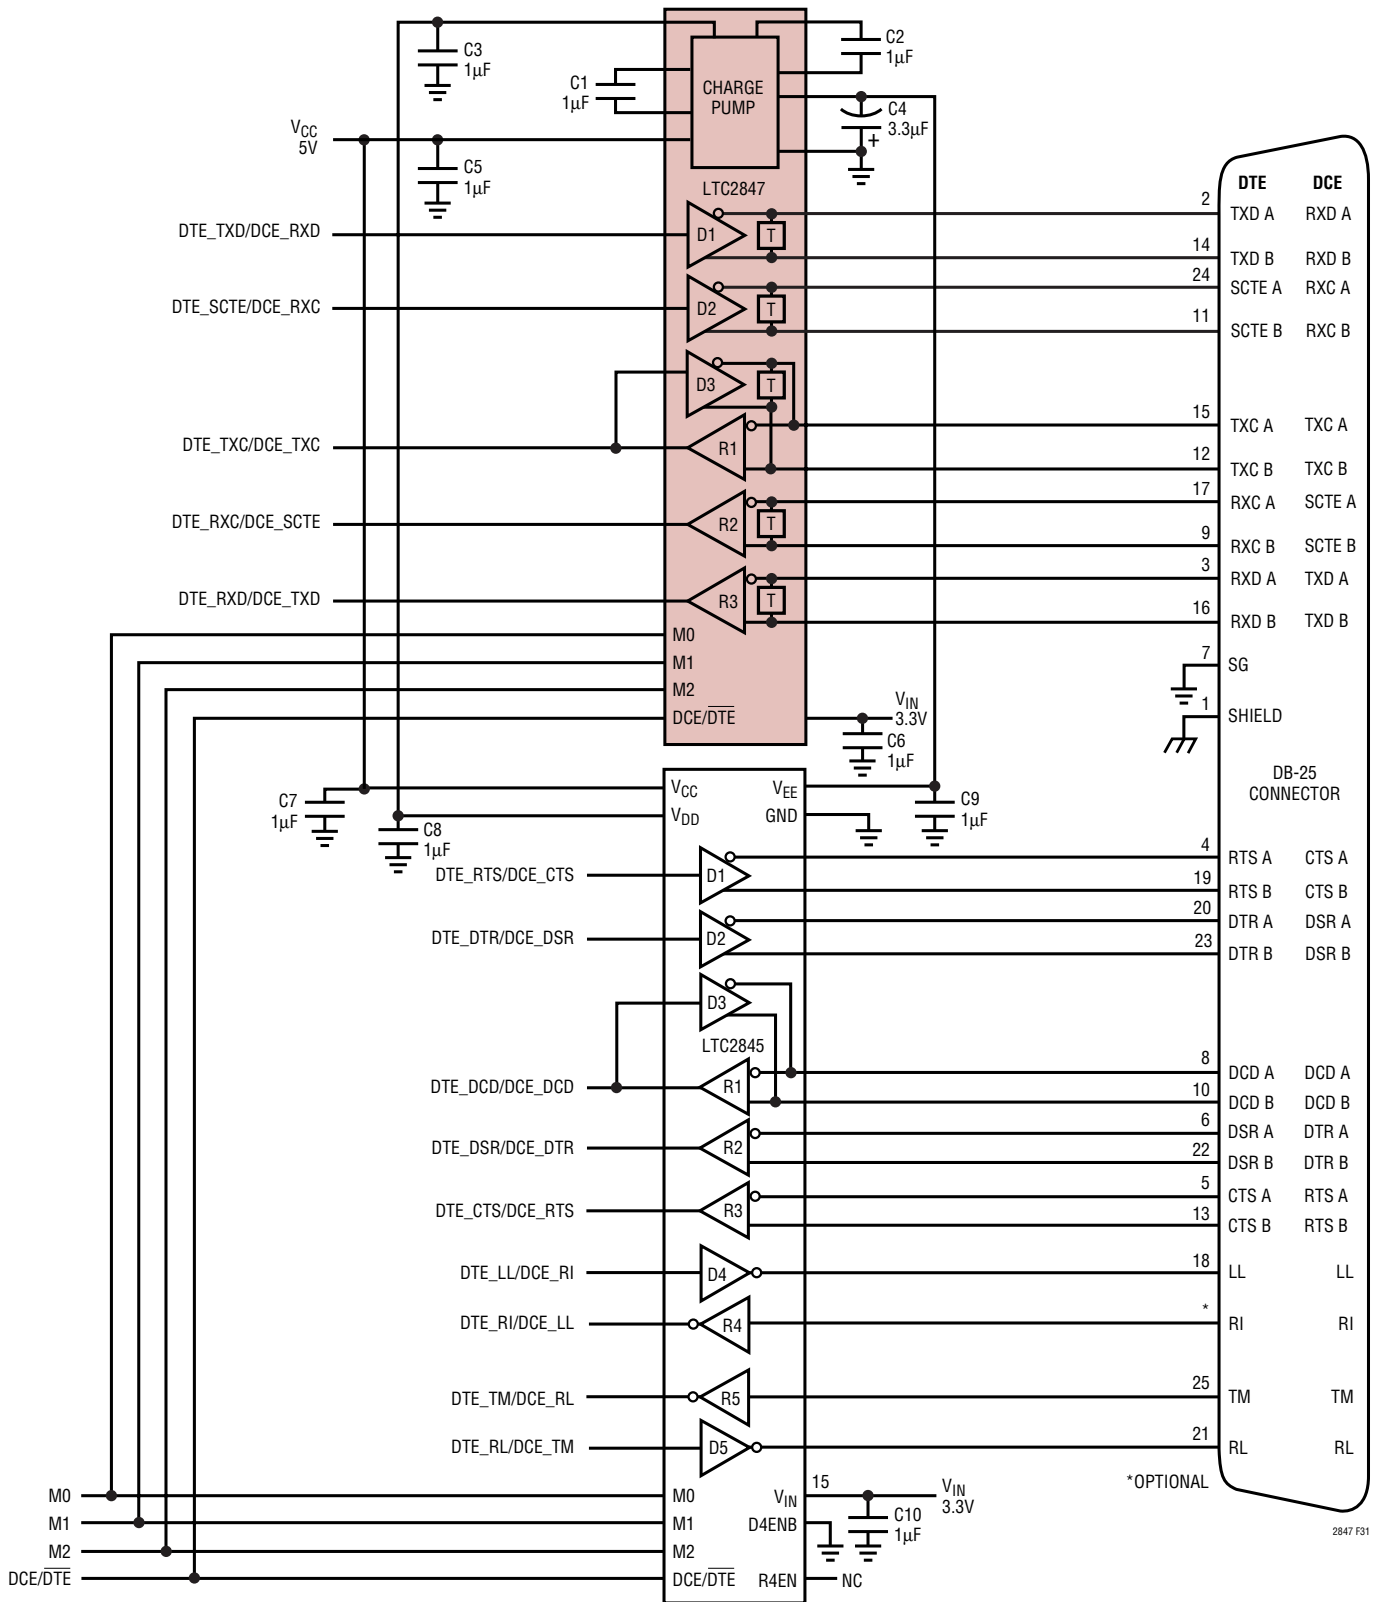 C3
1µF
C2
1µF
C1
1µF
CHARGE
PUMP
C4
3.3µF
+
VCC
5V
C5
1µF
LTC2847
DTE_TXD/DCE_RXD
D1
T
DTE_SCTE/DCE_RXC
D2
T
D3
T
DTE_TXC/DCE_TXC
R1
DTE_RXC/DCE_SCTE
R2
T
DTE_RXD/DCE_TXD
R3
T
M0
M1
M2
DCE/DTE
VIN
3.3V
C6
1µF
DTE DCE
2 TXD A RXD A
14 TXD B RXD B
24 SCTE A RXC A
11 SCTE B RXC B
15 TXC A TXC A
12 TXC B TXC B
17 RXC A SCTE A
9 RXC B SCTE B
3 RXD A TXD A
16 RXD B TXD B
7 SG
1 SHIELD
DB-25
CONNECTOR
C7
1µF
C8
1µF
VCC
VDD
VEE
GND
C9
1µF
DTE_RTS/DCE_CTS
D1
4 RTS A CTS A
19 RTS B CTS B
DTE_DTR/DCE_DSR
D2
20 DTR A DSR A
23 DTR B DSR B
D3
LTC2845
DTE_DCD/DCE_DCD
R1
8 DCD A DCD A
10 DCD B DCD B
DTE_DSR/DCE_DTR
R2
6 DSR A DTR A
22 DSR B DTR B
DTE_CTS/DCE_RTS
R3
5 CTS A RTS A
13 CTS B RTS B
DTE_LL/DCE_RI
D4
18 LL LL
DTE_RI/DCE_LL
R4
* RI RI
DTE_TM/DCE_RL
R5
25 TM TM
DTE_RL/DCE_TM
D5
21 RL RL
*OPTIONAL
M0
M1
M2
DCE/DTE
M0
M1
M2
DCE/DTE
15
VIN
D4ENB
R4EN
NC
VIN
3.3V
C10
1µF
2847 F31